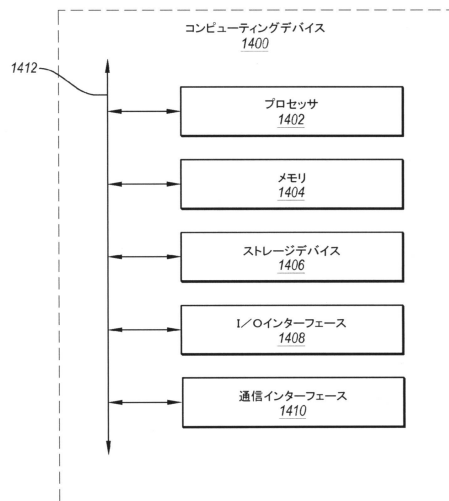 コンピューティングデバイス
1400
1412
プロセッサ
1402
メモリ
1404
ストレージデバイス
1406
I／Oインターフェース
1408
通信インターフェース
1410